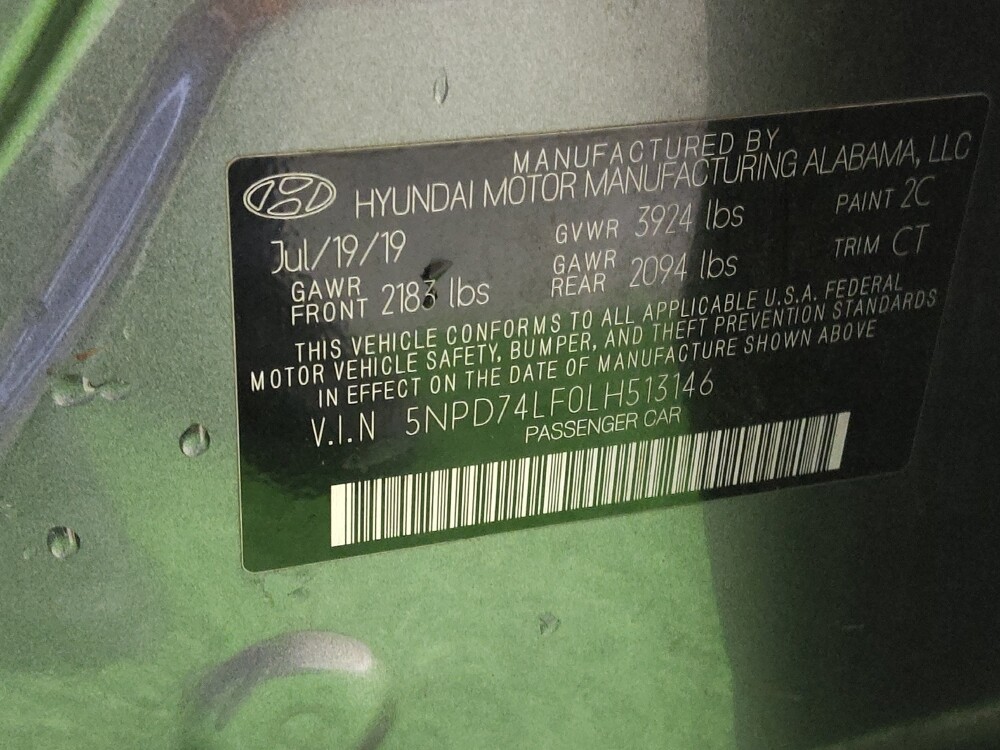 MANUFACTURED BY
HYUNDAI MOTOR MANUFACTURING ALABAMA, LLC
Jul/19/19 GVWR 3924 lbs PAINT 2C
GAWR FRONT 2183 lbs GAWR REAR 2094 lbs TRIM CT
THIS VEHICLE CONFORMS TO ALL APPLICABLE U.S.A. FEDERAL
MOTOR VEHICLE SAFETY, BUMPER, AND THEFT PREVENTION STANDARDS
IN EFFECT ON THE DATE OF MANUFACTURE SHOWN ABOVE
V.I.N 5NPD74LF0LH513146
PASSENGER CAR